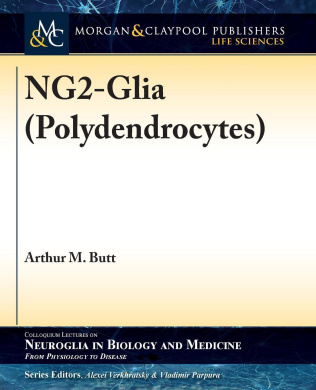 M&C MORGAN&CLAYPOOL PUBLISHERS
LIFE SCIENCES
NG2-Glia
(Polydendrocytes)
Arthur M. Butt
COLLOQUIUM LECTURES ON
NEUROGLIA IN BIOLOGY AND MEDICINE
FROM PHYSIOLOGY TO DISEASE
Series Editors, Alexei Verkhratsky & Vladimir Parpura